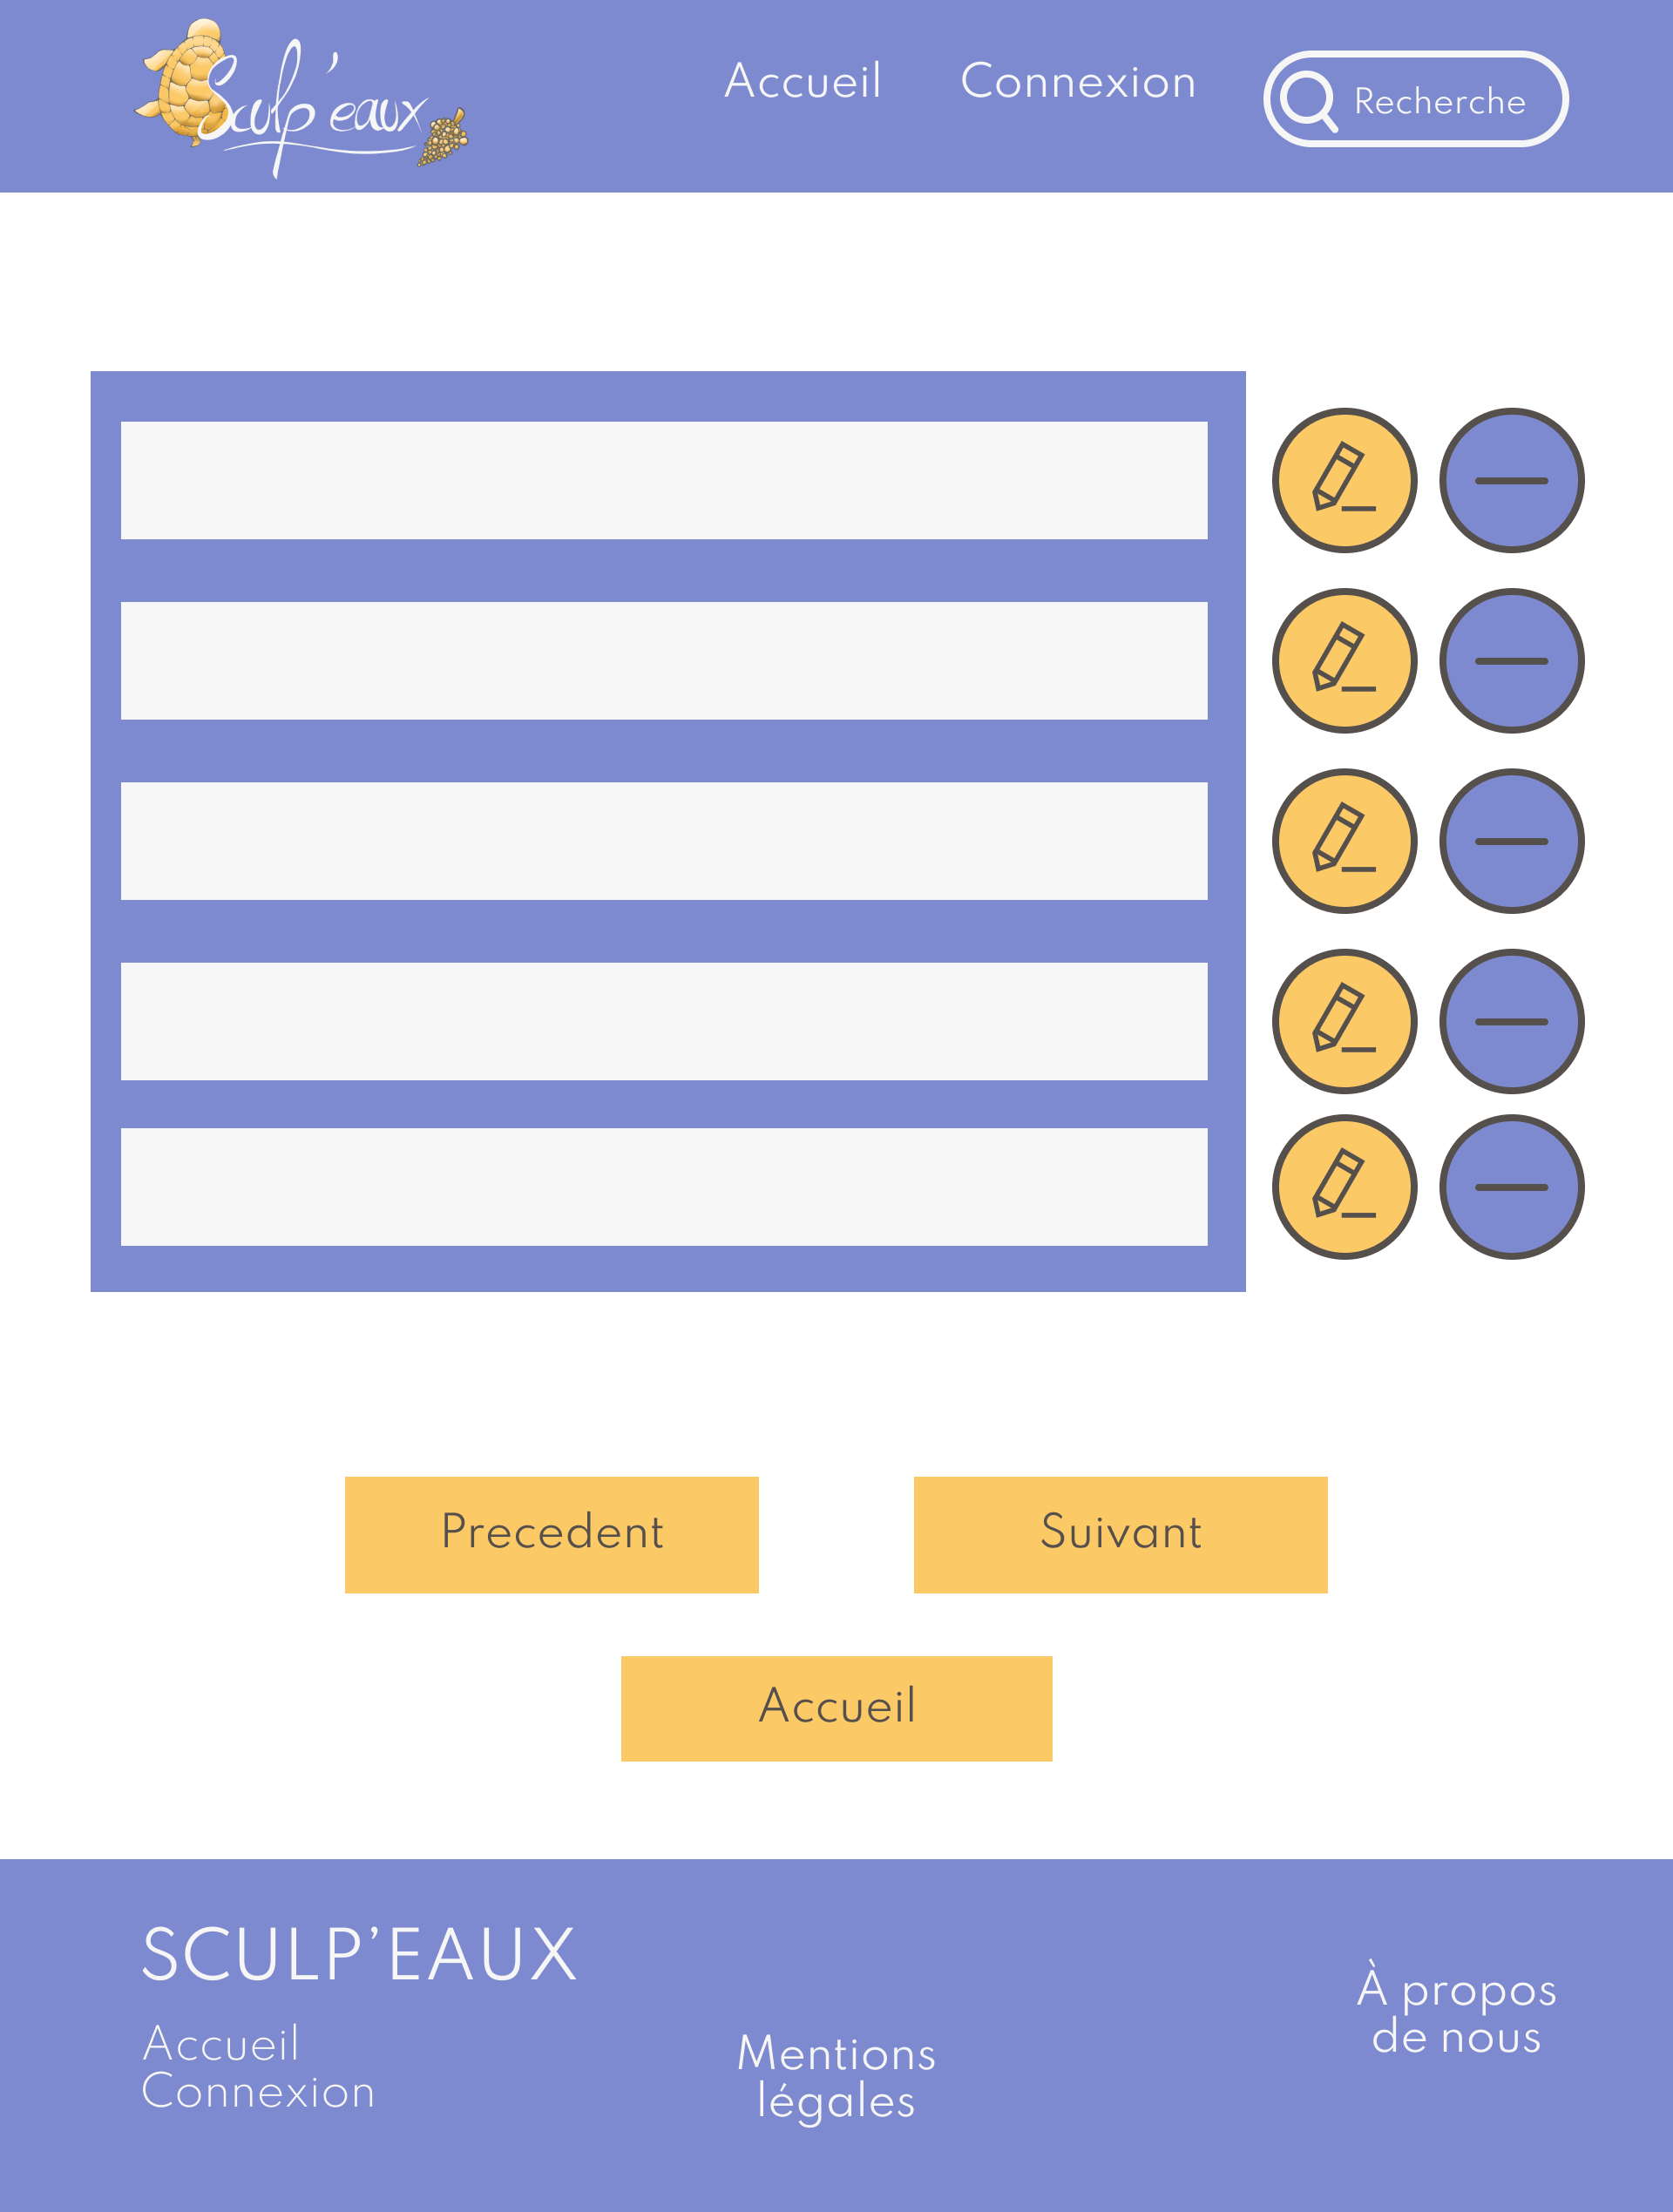 Sculp'eaux
Accueil
Connexion
Recherche
Precedent
Suivant
Accueil
SCULP’EAUX
Accueil
Connexion
Mentions
légales
À propos
de nous